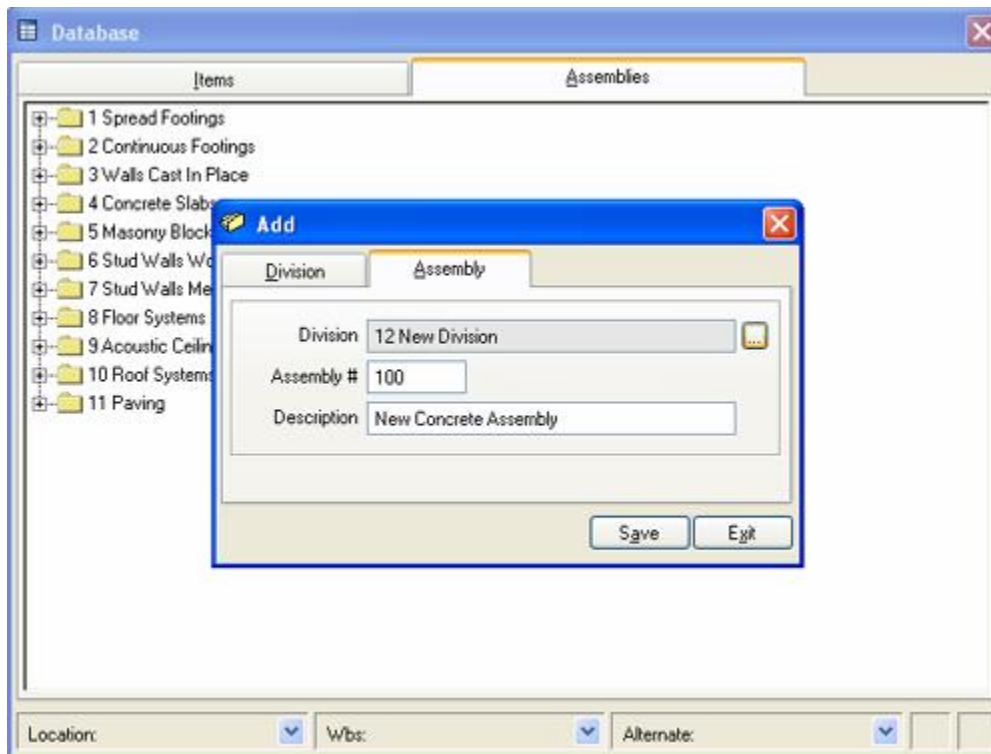 Database
Items
Assemblies
1 Spread Footings
2 Continuous Footings
3 Walls Cast In Place
4 Concrete Slabs
5 Masonry Block
6 Stud Walls Wo
7 Stud Walls Me
8 Floor Systems
9 Acoustic Ceilin
10 Roof Systems
11 Paving
Add
Division
Assembly
Division 12 New Division ...
Assembly # 100
Description New Concrete Assembly
Save Exit
Location: Wbs: Alternate: